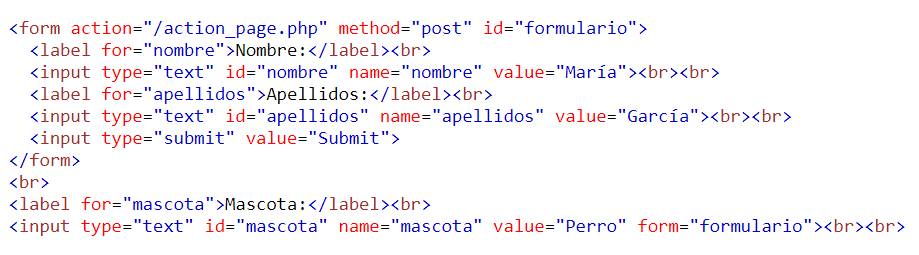 <form action="/action_page.php" method="post" id="formulario">
  <label for="nombre">Nombre:</label><br>
  <input type="text" id="nombre" name="nombre" value="María"><br><br>
  <label for="apellidos">Apellidos:</label><br>
  <input type="text" id="apellidos" name="apellidos" value="García"><br><br>
  <input type="submit" value="Submit">
</form>
<br>
<label for="mascota">Mascota:</label><br>
<input type="text" id="mascota" name="mascota" value="Perro" form="formulario"><br><br>